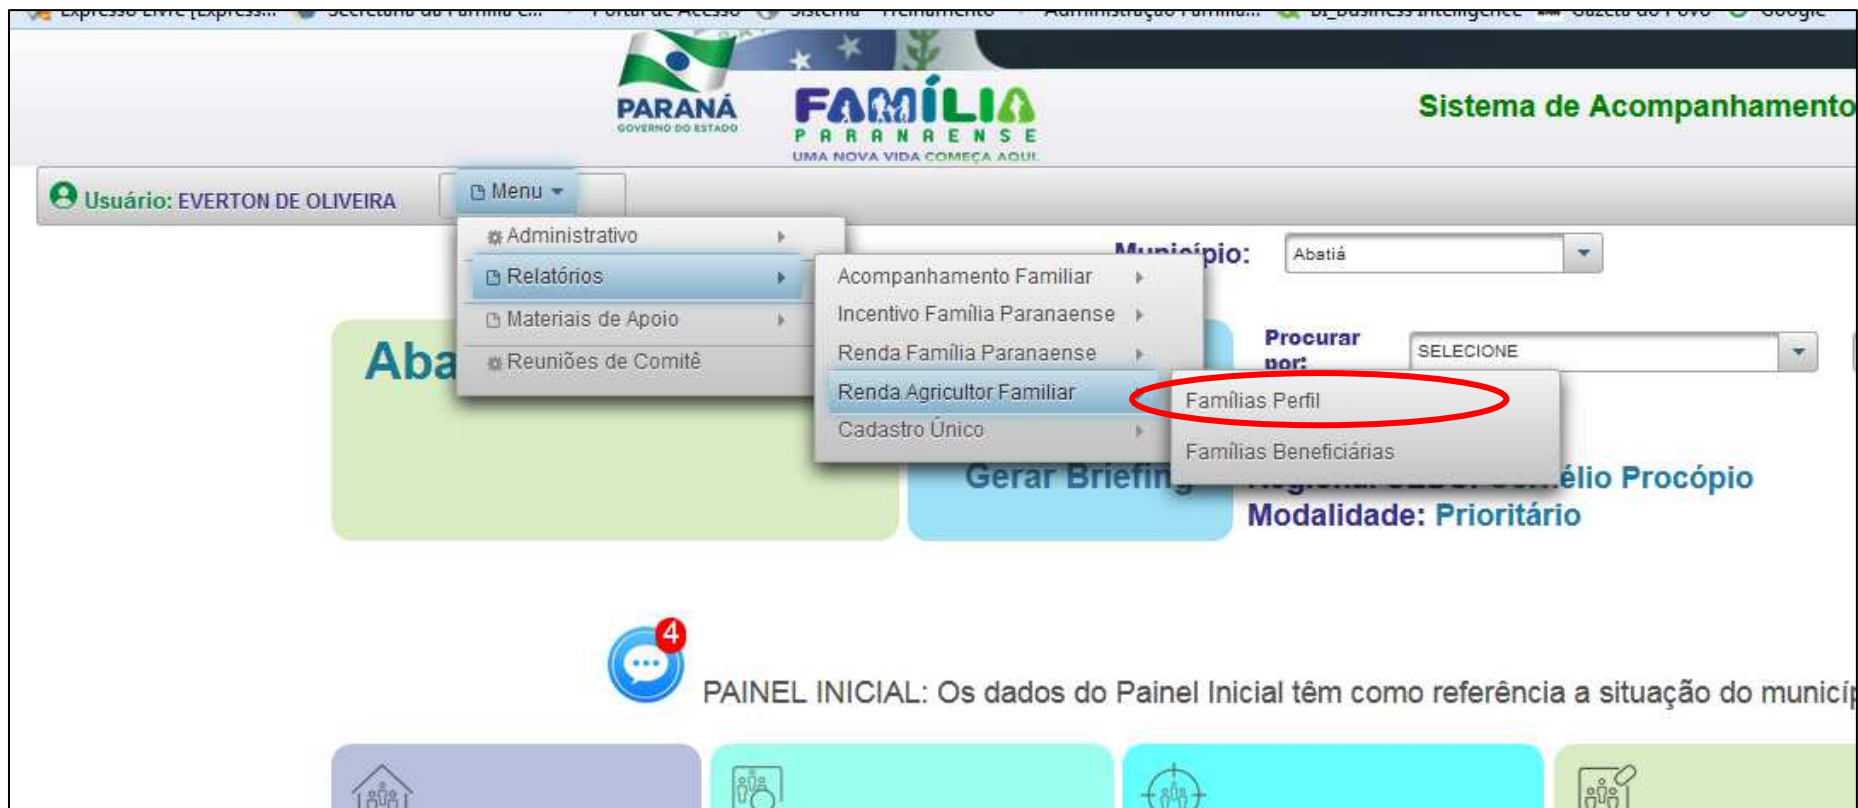 PARANÁ
GOVERNO DO ESTADO
FAMÍLIA
PARANAENSE
UMA NOVA VIDA COMEÇA AQUI.
Sistema de Acompanhamento
Usuário: EVERTON DE OLIVEIRA
Menu
Administrativo
Relatórios
Materiais de Apoio
Reuniões de Comitê
Acompanhamento Familiar
Incentivo Família Paranaense
Renda Família Paranaense
Renda Agricultor Familiar
Cadastro Único
Famílias Perfil
Famílias Beneficiárias
Município: Abatiá
Procurar por: SELECIONE
Aba
Gerar Briefing
élio Procópio
Modalidade: Prioritário
4
PAINEL INICIAL: Os dados do Painel Inicial têm como referência a situação do municíp